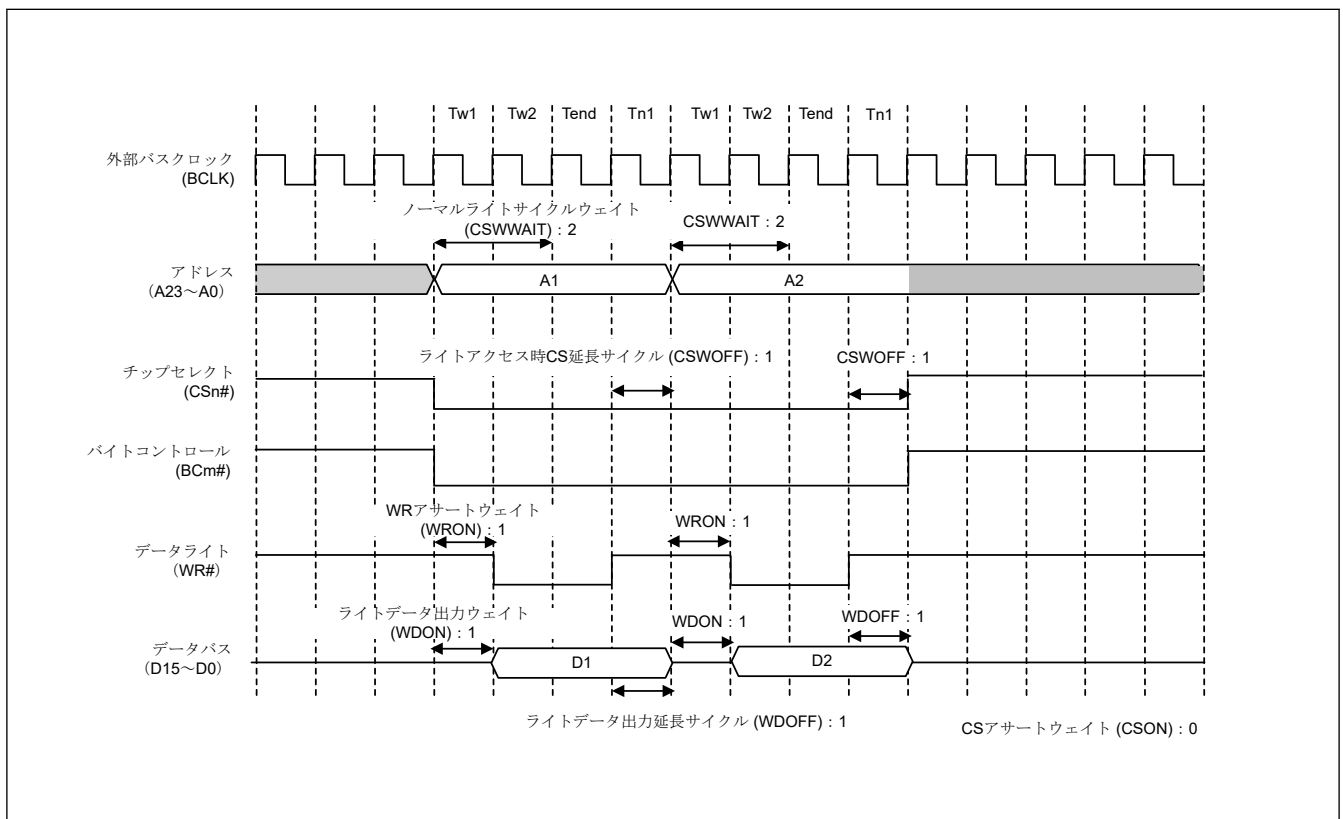 Tw1 Tw2 Tend Tn1 Tw1 Tw2 Tend Tn1
外部バスクロック
(BCLK)
ノーマルライトサイクルウェイト
(CSWWAIT):2
CSWWAIT:2
アドレス
(A23~A0)
A1 A2
ライトアクセス時CS延長サイクル (CSWOFF):1
CSWOFF:1
チップセレクト
(CSn#)
バイトコントロール
(BCm#)
WRアサートウェイト
(WRON):1
WRON:1
データライト
(WR#)
ライトデータ出力ウェイト
(WDON):1
WDON:1
WDOFF:1
データバス
(D15~D0)
D1 D2
ライトデータ出力延長サイクル (WDOFF):1
CSアサートウェイト (CSON):0